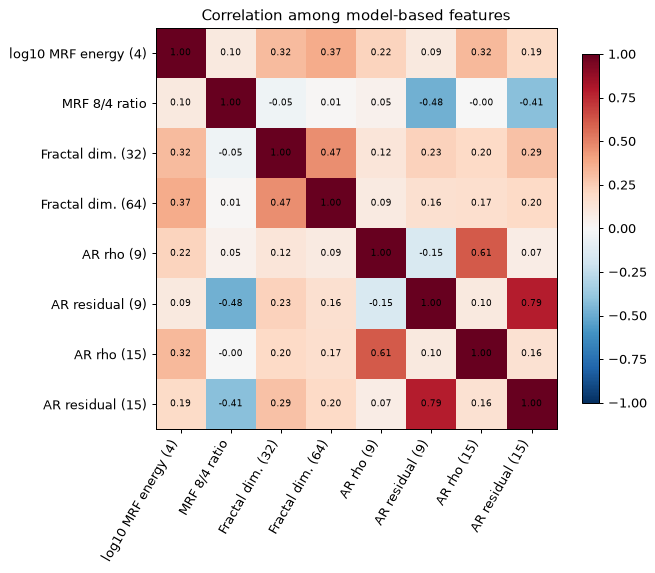 Correlation among model-based features
log10 MRF energy (4) 1.00 0.10 0.32 0.37 0.22 0.09 0.32 0.19
MRF 8/4 ratio 0.10 1.00 -0.05 0.01 0.05 -0.48 -0.00 -0.41
Fractal dim. (32) 0.32 -0.05 1.00 0.47 0.12 0.23 0.20 0.29
Fractal dim. (64) 0.37 0.01 0.47 1.00 0.09 0.16 0.17 0.20
AR rho (9) 0.22 0.05 0.12 0.09 1.00 -0.15 0.61 0.07
AR residual (9) 0.09 -0.48 0.23 0.16 -0.15 1.00 0.10 0.79
AR rho (15) 0.32 -0.00 0.20 0.17 0.61 0.10 1.00 0.16
AR residual (15) 0.19 -0.41 0.29 0.20 0.07 0.79 0.16 1.00
log10 MRF energy (4)
MRF 8/4 ratio
Fractal dim. (32)
Fractal dim. (64)
AR rho (9)
AR residual (9)
AR rho (15)
AR residual (15)
1.00
0.75
0.50
0.25
0.00
−0.25
−0.50
−0.75
−1.00